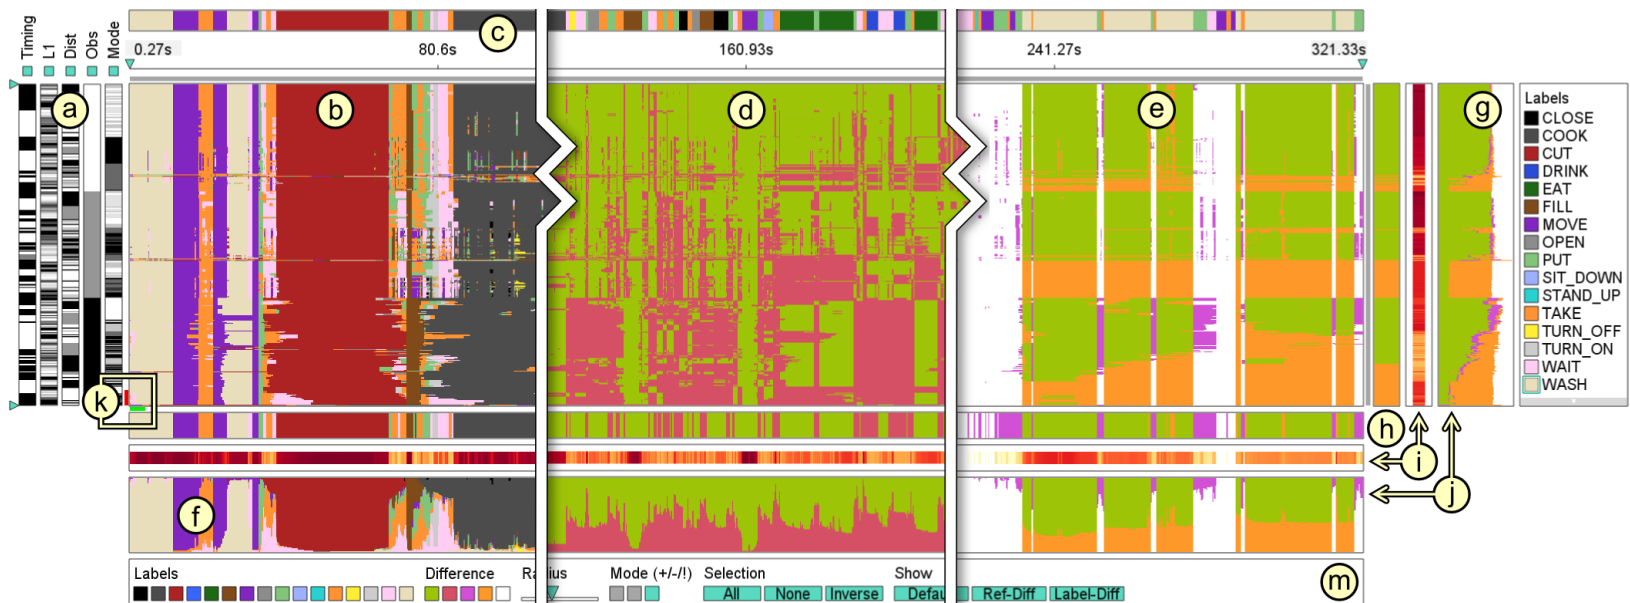 Timing
L1
Dist
Obs
Mode
0.27s
80.6s
160.93s
241.27s
321.33s
a
b
c
d
e
f
g
h
i
j
k
m
Labels
CLOSE
COOK
CUT
DRINK
EAT
FILL
MOVE
OPEN
PUT
SIT_DOWN
STAND_UP
TAKE
TURN_OFF
TURN_ON
WAIT
WASH
Labels
Difference
Mode (+/-/!)
Selection
Show
All
None
Inverse
Ref-Diff
Label-Diff